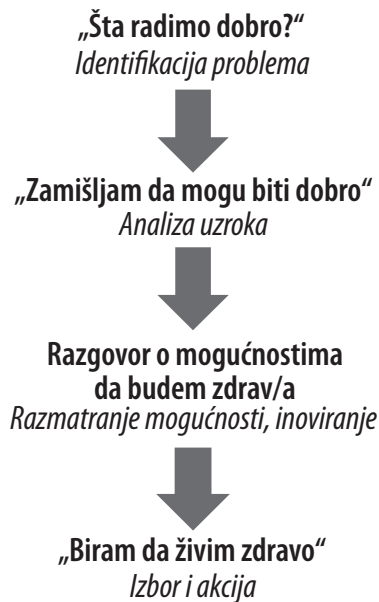 „Šta radimo dobro?“
Identifikacija problema
„Zamišljam da mogu biti dobro“
Analiza uzroka
Razgovor o mogućnostima
da budem zdrav/a
Razmatranje mogućnosti, inoviranje
„Biram da živim zdravo“
Izbor i akcija